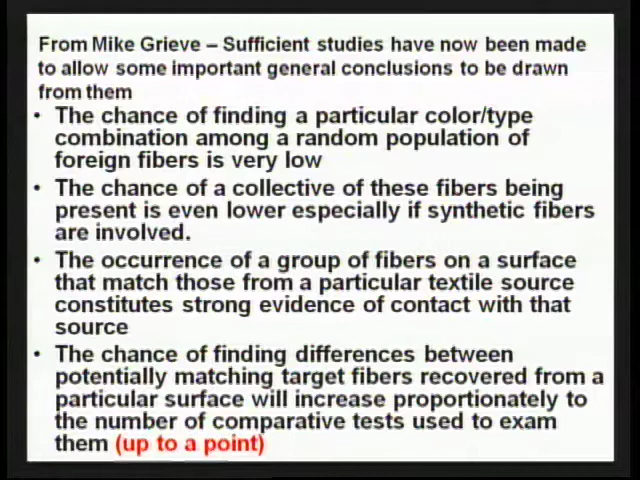 From Mike Grieve – Sufficient studies have now been made
to allow some important general conclusions to be drawn
from them
• The chance of finding a particular color/type
combination among a random population of
foreign fibers is very low
• The chance of a collective of these fibers being
present is even lower especially if synthetic fibers
are involved.
• The occurrence of a group of fibers on a surface
that match those from a particular textile source
constitutes strong evidence of contact with that
source
• The chance of finding differences between
potentially matching target fibers recovered from a
particular surface will increase proportionately to
the number of comparative tests used to exam
them (up to a point)